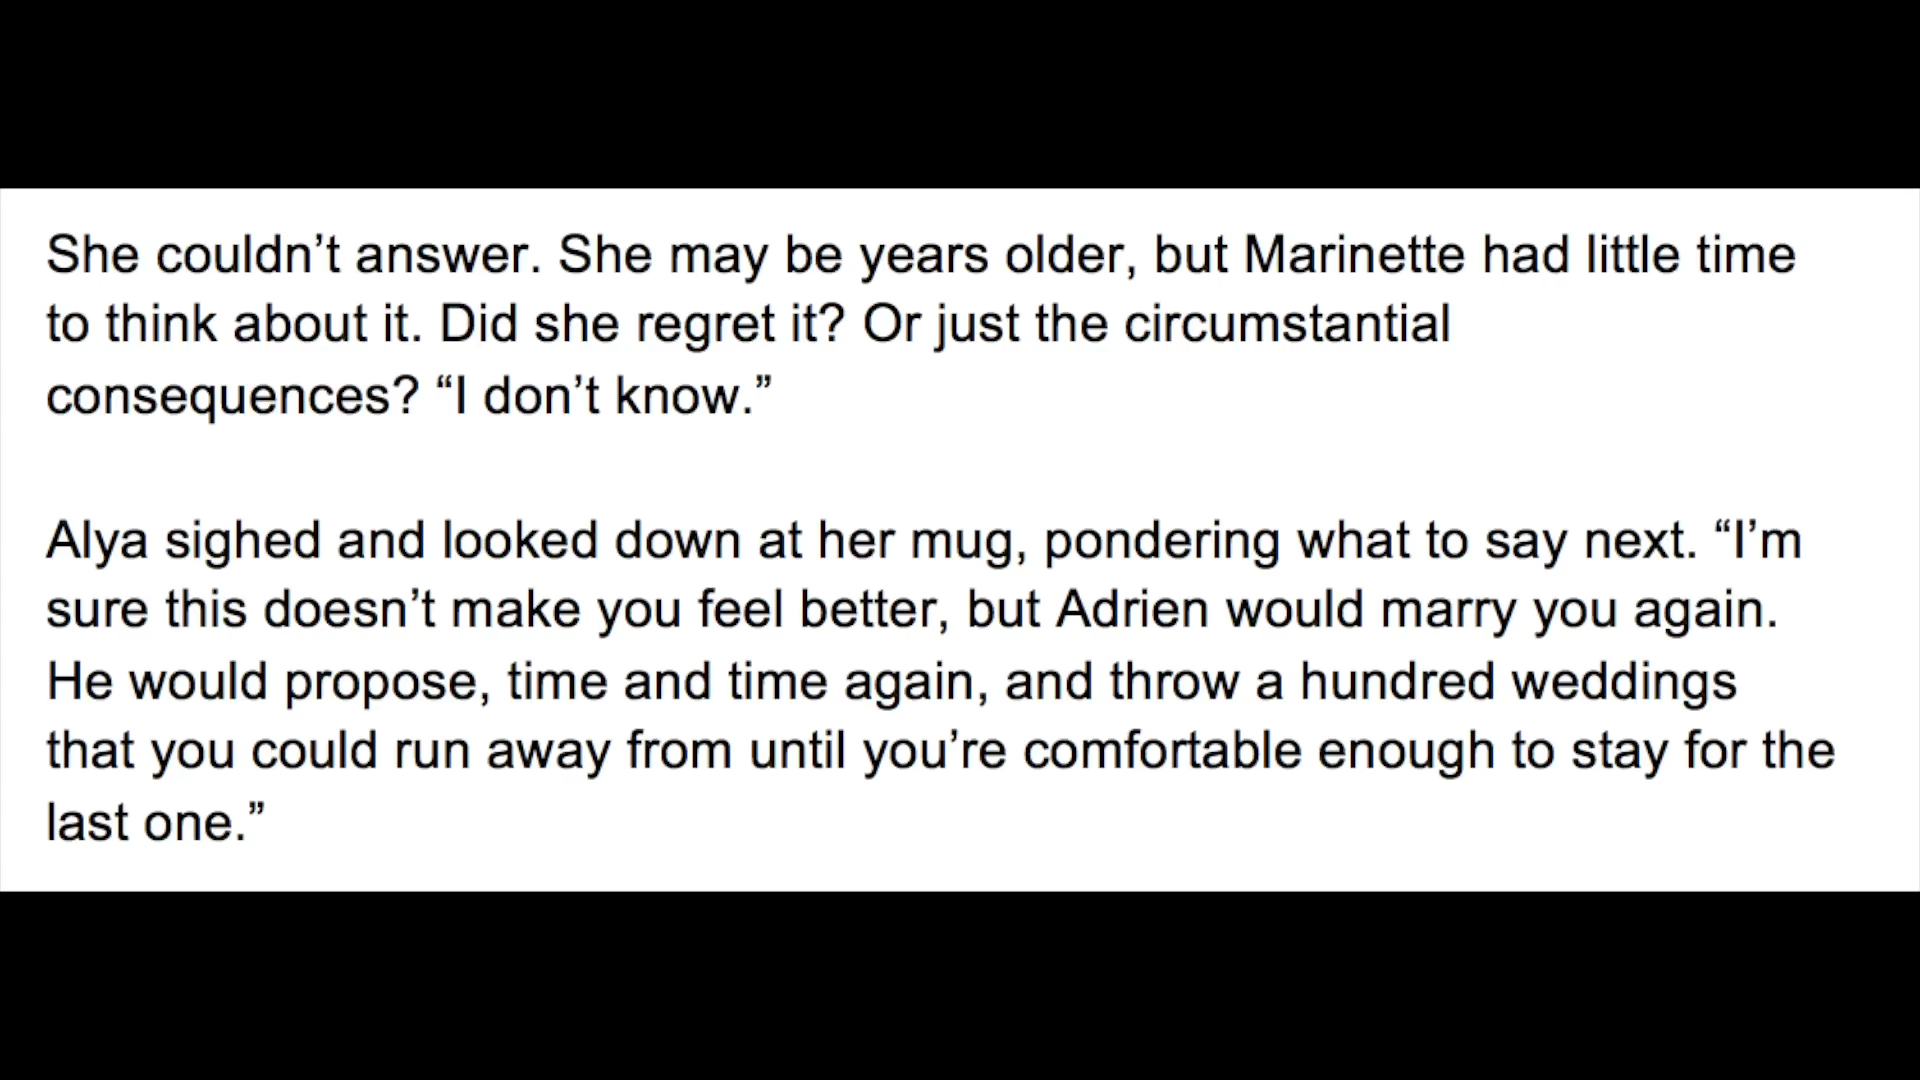 She couldn’t answer. She may be years older, but Marinette had little time
to think about it. Did she regret it? Or just the circumstantial
consequences? “I don’t know.”
Alya sighed and looked down at her mug, pondering what to say next. “I’m
sure this doesn’t make you feel better, but Adrien would marry you again.
He would propose, time and time again, and throw a hundred weddings
that you could run away from until you’re comfortable enough to stay for the
last one.”